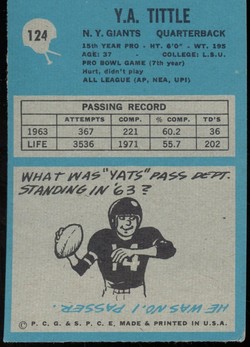 124
Y.A. TITTLE
N.Y. GIANTS QUARTERBACK
15th YEAR PRO - HT. 6'0" - WT. 195
AGE: 37 - COLLEGE: L.S.U.
PRO BOWL GAME (7th year)
Hurt, didn't play
ALL LEAGUE (AP, NEA, UPI)
PASSING RECORD
ATTEMPTS COMP. % COMP. TD'S
1963 367 221 60.2 36
LIFE 3536 1971 55.7 202
WHAT WAS "YATS" PASS DEPT.
STANDING IN '63?
14
HE WAS NO. 1 PASSER.
© P. C. G. & S. P. C. E. MADE & PRINTED IN U.S.A.